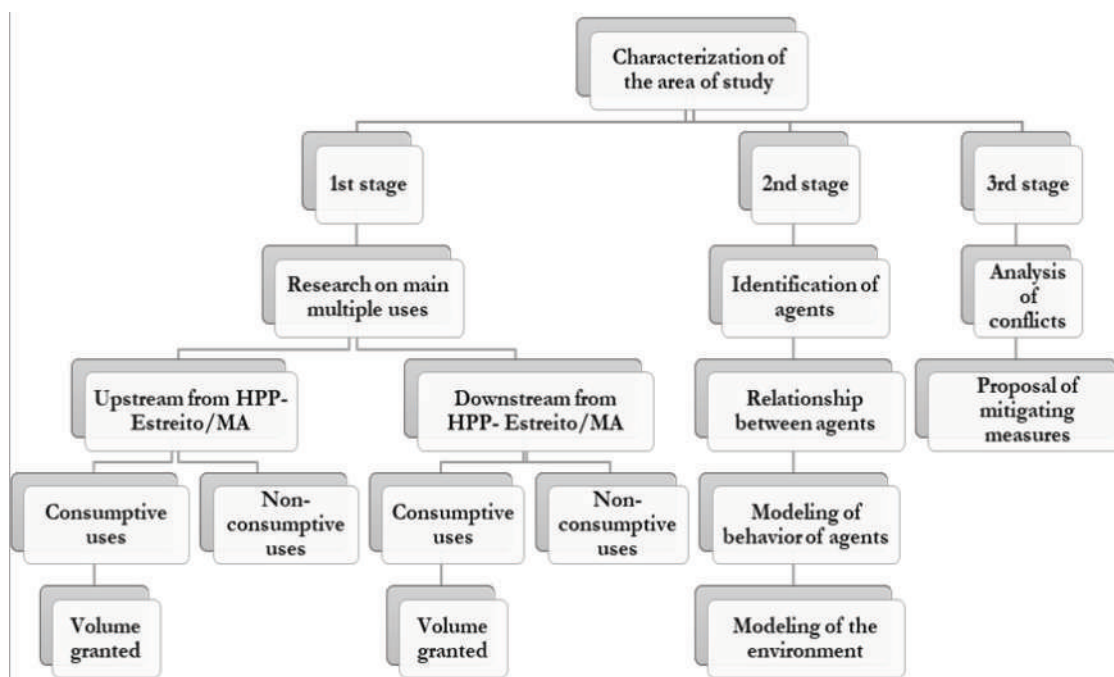 Characterization of
the area of study
1st stage
2nd stage
3rd stage
Research on main
multiple uses
Identification of
agents
Analysis
of
conflicts
Upstream from HPP-
Estreito/MA
Downstream from
HPP- Estreito/MA
Relationship
between agents
Proposal of
mitigating
measures
Consumptive
uses
Non-
consumptive
uses
Consumptive
uses
Non-
consumptive
uses
Modeling of
behavior of agents
Volume
granted
Volume
granted
Modeling of the
environment